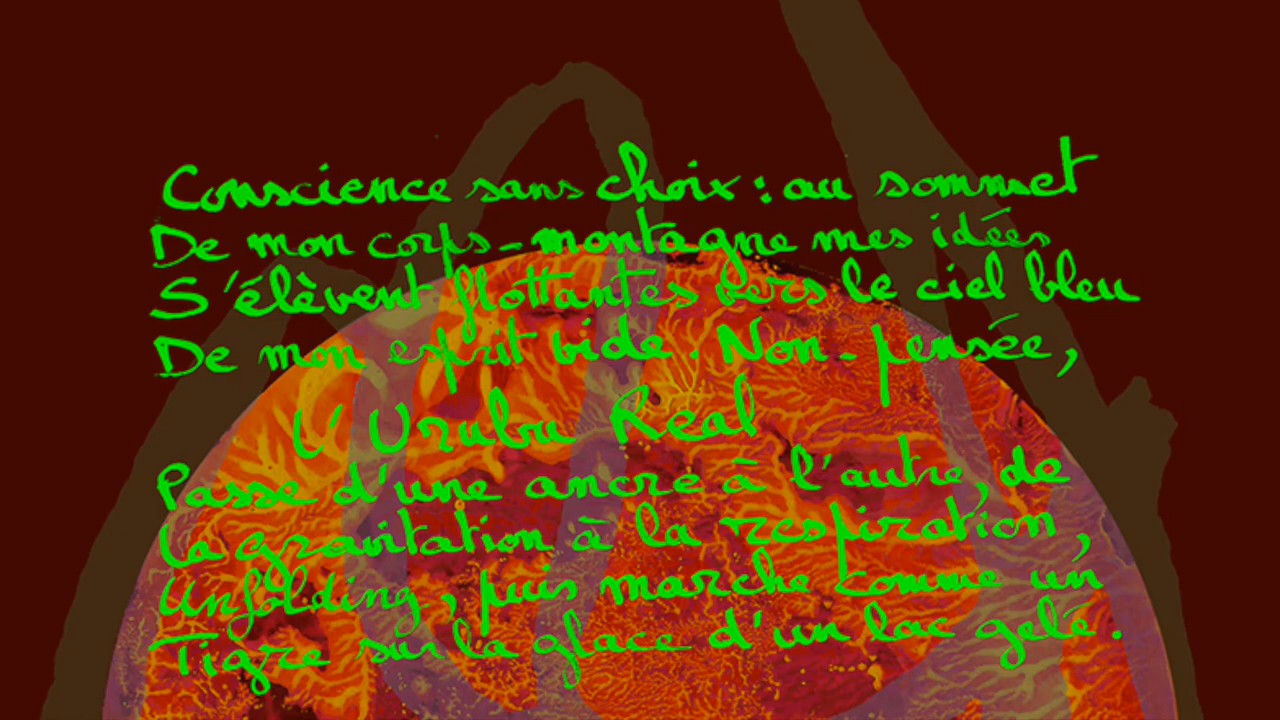 Conscience sans choix : au sommet
De mon corps-montagne mes idées
S'élèvent flottantes vers le ciel bleu
De mon esprit vide. Non-pensée,
L'Urubu Real
Passe d'une ancre à l'autre, de
La gravitation à la respiration,
Unfolding, puis marche comme un
Tigre sur la glace d'un lac gelé.